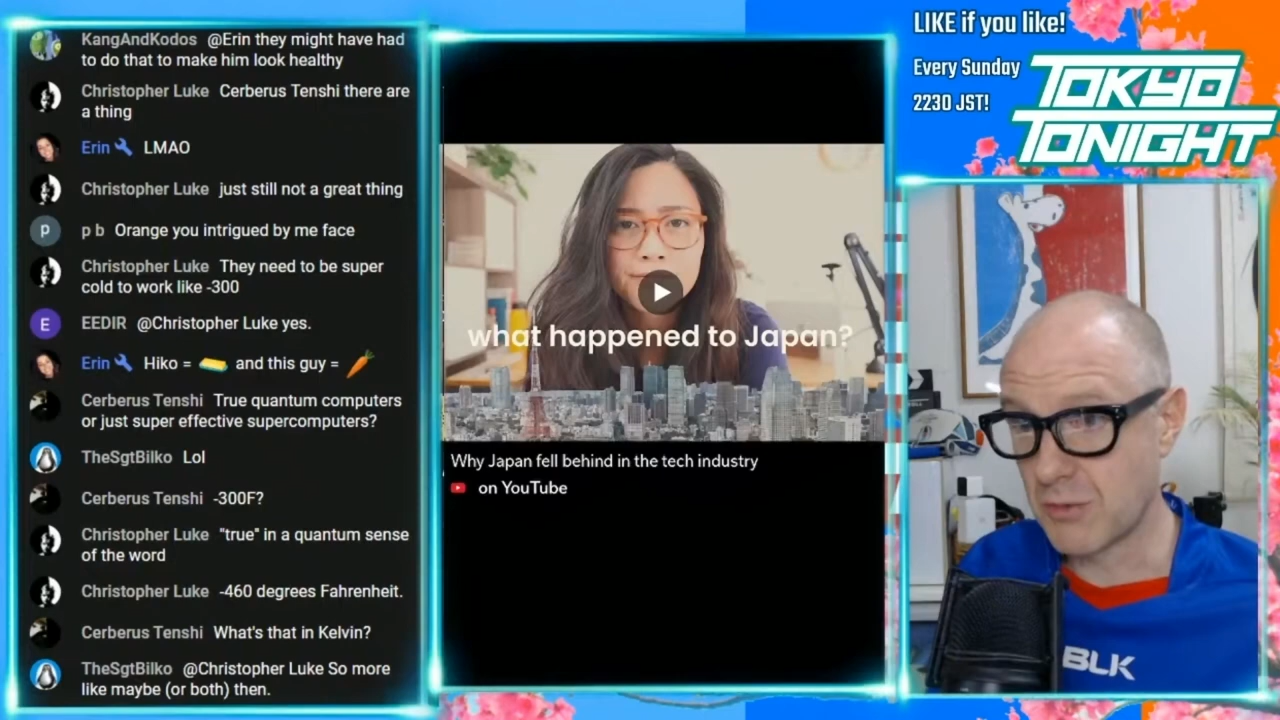 KangAndKodos @Erin they might have had
to do that to make him look healthy
Christopher Luke Cerberus Tenshi there are
a thing
Erin LMAO
Christopher Luke just still not a great thing
P
p b Orange you intrigued by me face
Christopher Luke They need to be super
cold to work like -300
E
EEDIR @Christopher Luke yes.
Erin Hiko = and this guy =
Cerberus Tenshi True quantum computers
or just super effective supercomputers?
TheSgtBilko Lol
Cerberus Tenshi -300F?
Christopher Luke "true" in a quantum sense
of the word
Christopher Luke -460 degrees Fahrenheit.
Cerberus Tenshi What's that in Kelvin?
TheSgtBilko @Christopher Luke So more
like maybe (or both) then.
what happened to Japan?
Why Japan fell behind in the tech industry
on YouTube
LIKE if you like!
Every Sunday
2230 JST!
TOKYO
TONIGHT
BLK